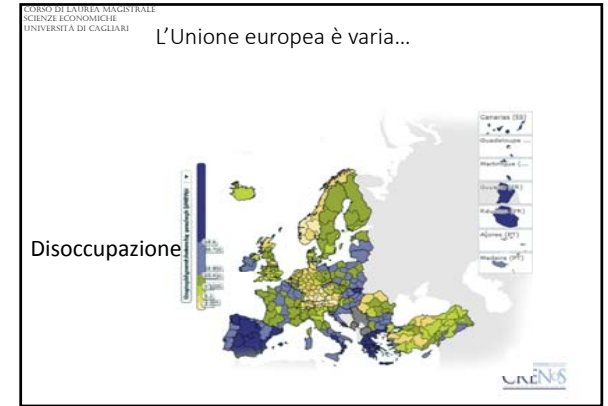 CORSO DI LAUREA MAGISTRALE
SCIENZE ECONOMICHE
UNIVERSITÀ DI CAGLIARI
L'Unione europea è varia...
Canarias (ES)
Guadeloupe ...
Martinique (...
Açores (PT)
Madeira (PT)
Disoccupazione
CRENoS